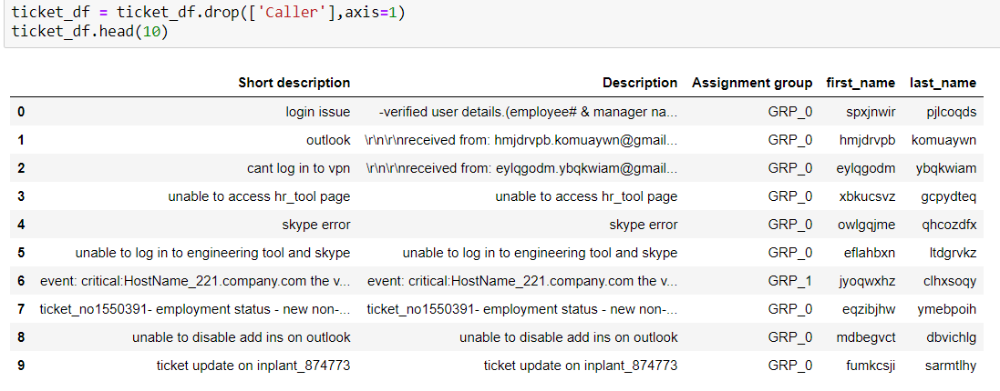 ticket_df = ticket_df.drop(['Caller'],axis=1)
ticket_df.head(10)
Short description Description Assignment group first_name last_name
0 login issue -verified user details.(employee# & manager na... GRP_0 spxjnwir pjlcoqds
1 outlook \r\n\r\nreceived from: hmjdrvpb.komuaywn@gmail... GRP_0 hmjdrvpb komuaywn
2 cant log in to vpn \r\n\r\nreceived from: eylqgodm.ybqkwiam@gmail... GRP_0 eylqgodm ybqkwiam
3 unable to access hr_tool page unable to access hr_tool page GRP_0 xbkucsvz gcpydteq
4 skype error skype error GRP_0 owlgqjme qhcozdfx
5 unable to log in to engineering tool and skype unable to log in to engineering tool and skype GRP_0 eflahbxn ltdgrvkz
6 event: critical:HostName_221.company.com the v... event: critical:HostName_221.company.com the v... GRP_1 jyoqwxhz clhxsoqy
7 ticket_no1550391- employment status - new non-... ticket_no1550391- employment status - new non-... GRP_0 eqzibjhw ymebpoih
8 unable to disable add ins on outlook unable to disable add ins on outlook GRP_0 mdbegvct dbvichlg
9 ticket update on inplant_874773 ticket update on inplant_874773 GRP_0 fumkcsji sarmtlhy